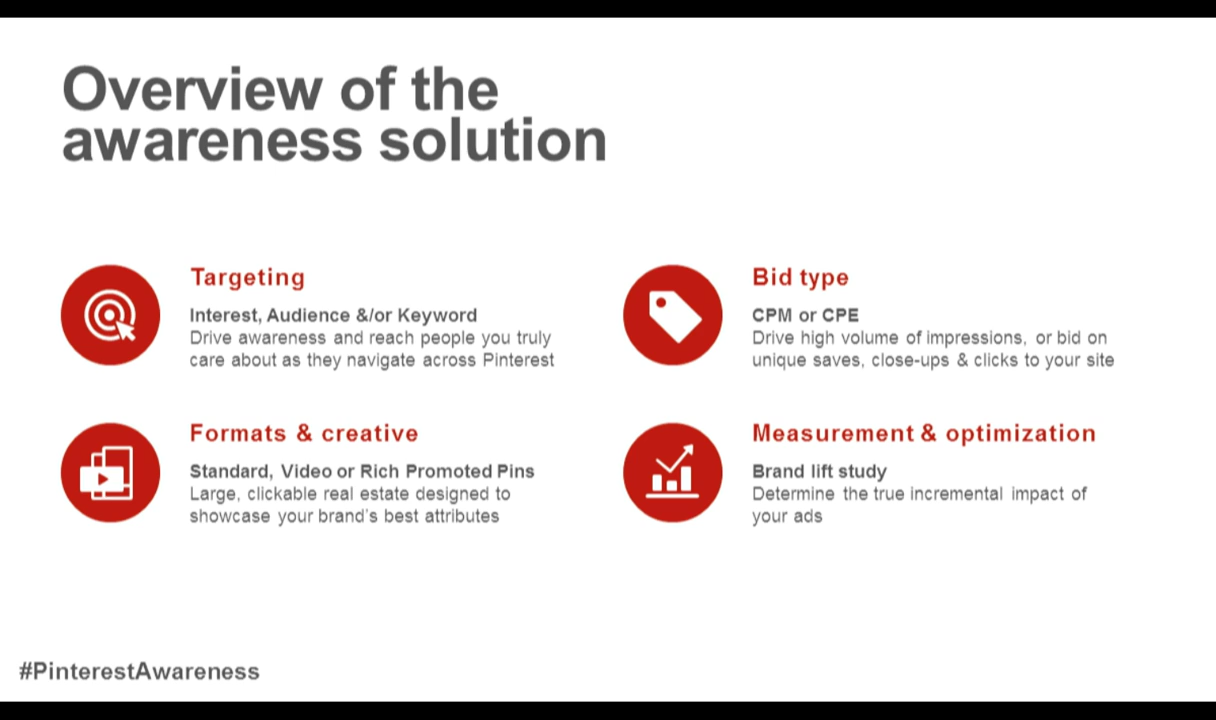 Overview of the
awareness solution
Targeting
Interest, Audience &/or Keyword
Drive awareness and reach people you truly
care about as they navigate across Pinterest
Bid type
CPM or CPE
Drive high volume of impressions, or bid on
unique saves, close-ups & clicks to your site
Formats & creative
Standard, Video or Rich Promoted Pins
Large, clickable real estate designed to
showcase your brand's best attributes
Measurement & optimization
Brand lift study
Determine the true incremental impact of
your ads
#PinterestAwareness